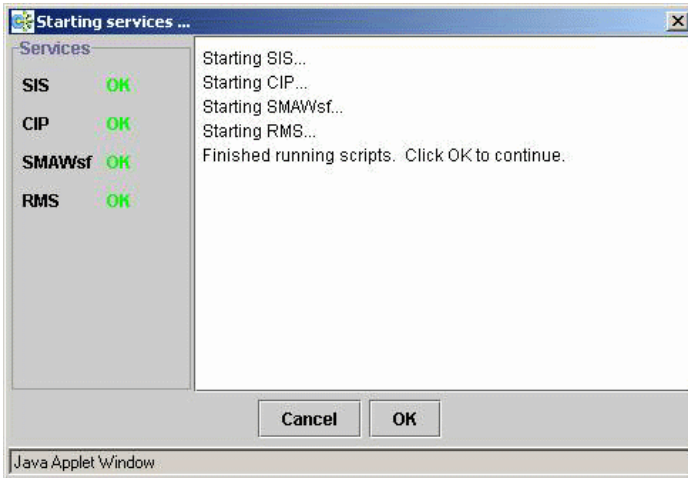 Starting services ...
Services
SIS OK
CIP OK
SMAWsf OK
RMS OK
Starting SIS...
Starting CIP...
Starting SMAWsf...
Starting RMS...
Finished running scripts. Click OK to continue.
Cancel OK
Java Applet Window